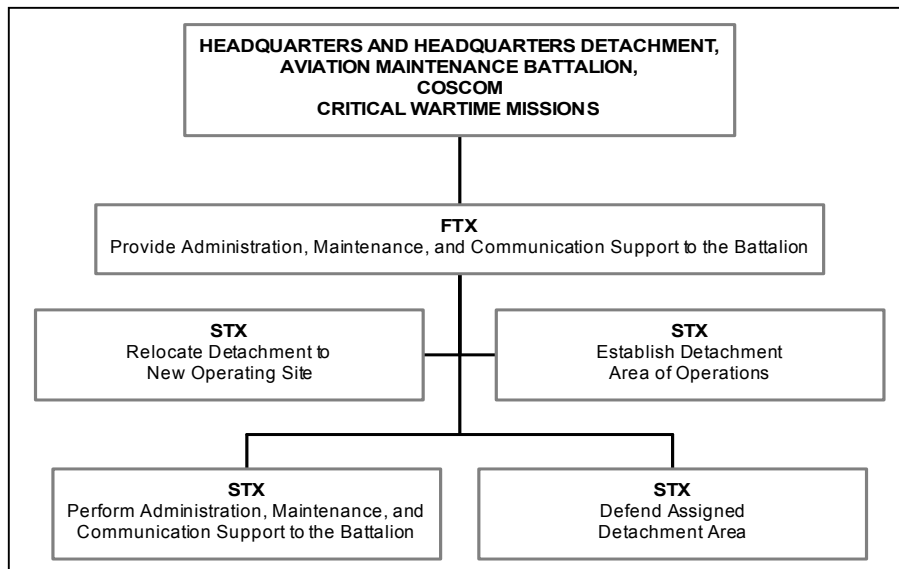 HEADQUARTERS AND HEADQUARTERS DETACHMENT,
AVIATION MAINTENANCE BATTALION,
COSCOM
CRITICAL WARTIME MISSIONS
FTX
Provide Administration, Maintenance, and Communication Support to the Battalion
STX
Relocate Detachment to
New Operating Site
STX
Establish Detachment
Area of Operations
STX
Perform Administration, Maintenance, and
Communication Support to the Battalion
STX
Defend Assigned
Detachment Area